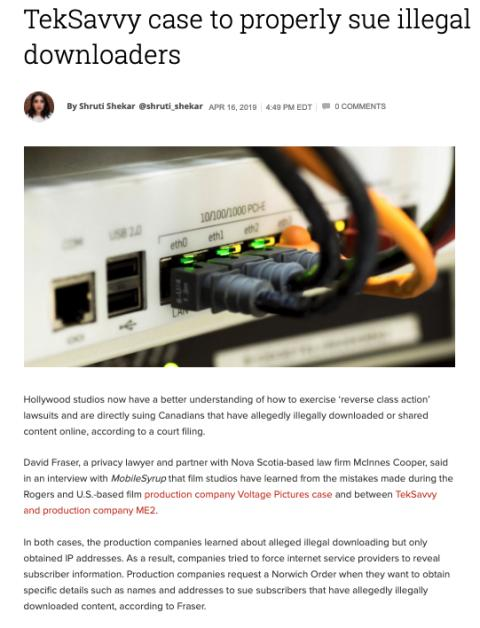 TekSavvy case to properly sue illegal
downloaders
By Shruti Shekar @shruti_shekar APR 16, 2019 4:49 PM EDT 0 COMMENTS
10/100/1000 PCI-E
COM
USB 2.0
eth0
eth1
eth2
LAN
Hollywood studios now have a better understanding of how to exercise ‘reverse class action’
lawsuits and are directly suing Canadians that have allegedly illegally downloaded or shared
content online, according to a court filing.
David Fraser, a privacy lawyer and partner with Nova Scotia-based law firm McInnes Cooper, said
in an interview with MobileSyrup that film studios have learned from the mistakes made during the
Rogers and U.S.-based film production company Voltage Pictures case and between TekSavvy
and production company ME2.
In both cases, the production companies learned about alleged illegal downloading but only
obtained IP addresses. As a result, companies tried to force internet service providers to reveal
subscriber information. Production companies request a Norwich Order when they want to obtain
specific details such as names and addresses to sue subscribers that have allegedly illegally
downloaded content, according to Fraser.